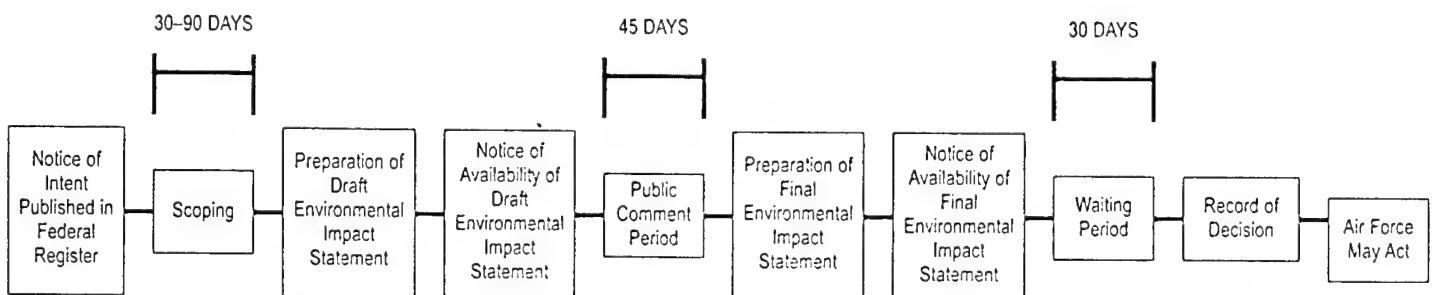 30–90 DAYS
45 DAYS
30 DAYS
Notice of
Intent
Published in
Federal
Register
Scoping
Preparation of
Draft
Environmental
Impact
Statement
Notice of
Availability of
Draft
Environmental
Impact
Statement
Public
Comment
Period
Preparation of
Final
Environmental
Impact
Statement
Notice of
Availability of
Final
Environmental
Impact
Statement
Waiting
Period
Record of
Decision
Air Force
May Act